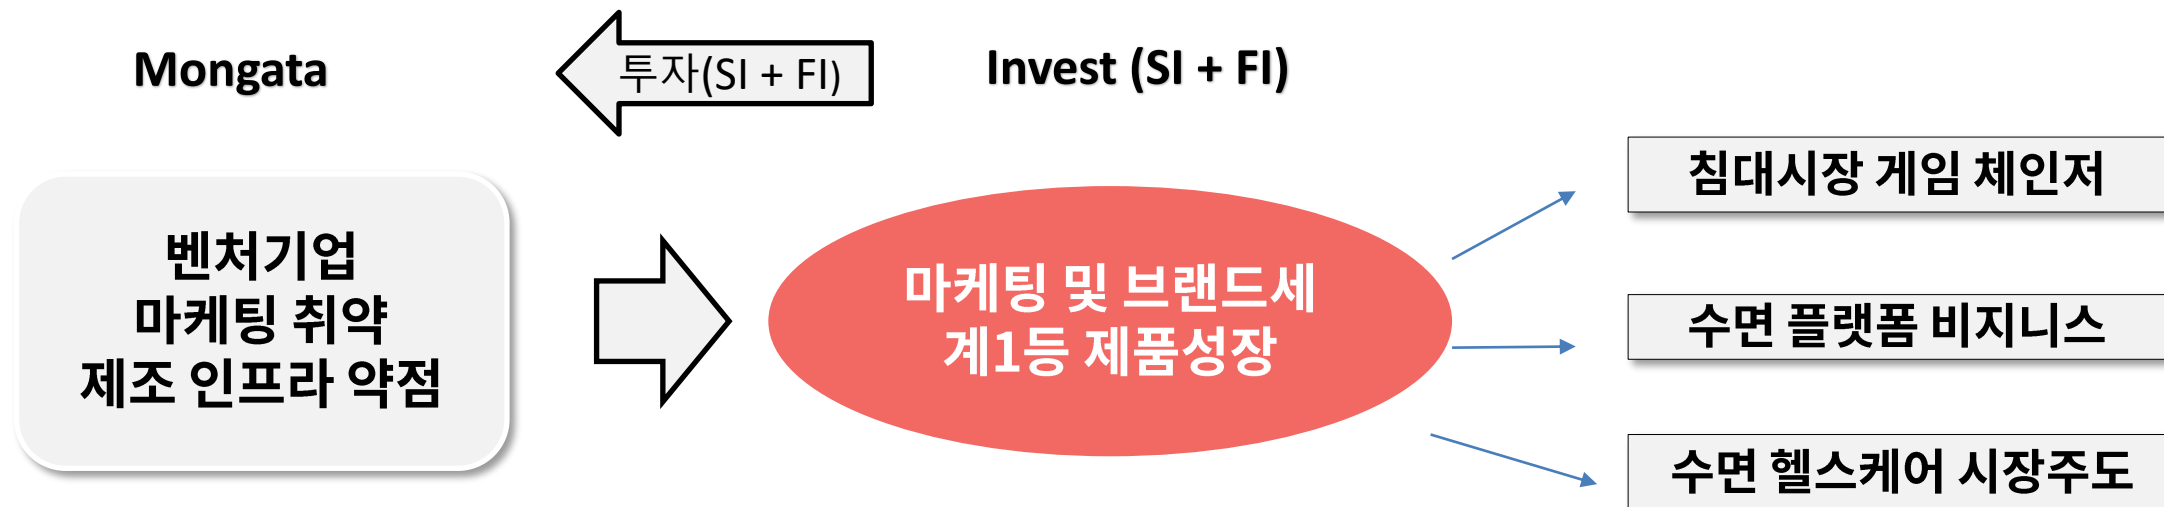 Mongata
투자(SI + FI)
Invest (SI + FI)
벤처기업
마케팅 취약
제조 인프라 약점
마케팅 및 브랜드세
계1등 제품성장
침대시장 게임 체인저
수면 플랫폼 비지니스
수면 헬스케어 시장주도